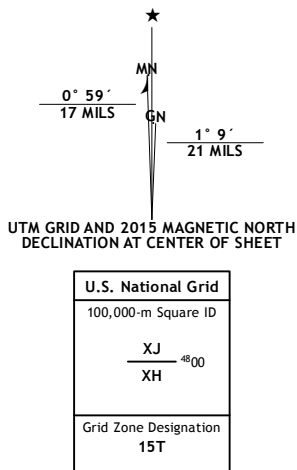 ★
MN
0° 59´
17 MILS
GN
1° 9´
21 MILS
UTM GRID AND 2015 MAGNETIC NORTH
DECLINATION AT CENTER OF SHEET
U.S. National Grid
100,000-m Square ID
XJ
4800
XH
Grid Zone Designation
15T